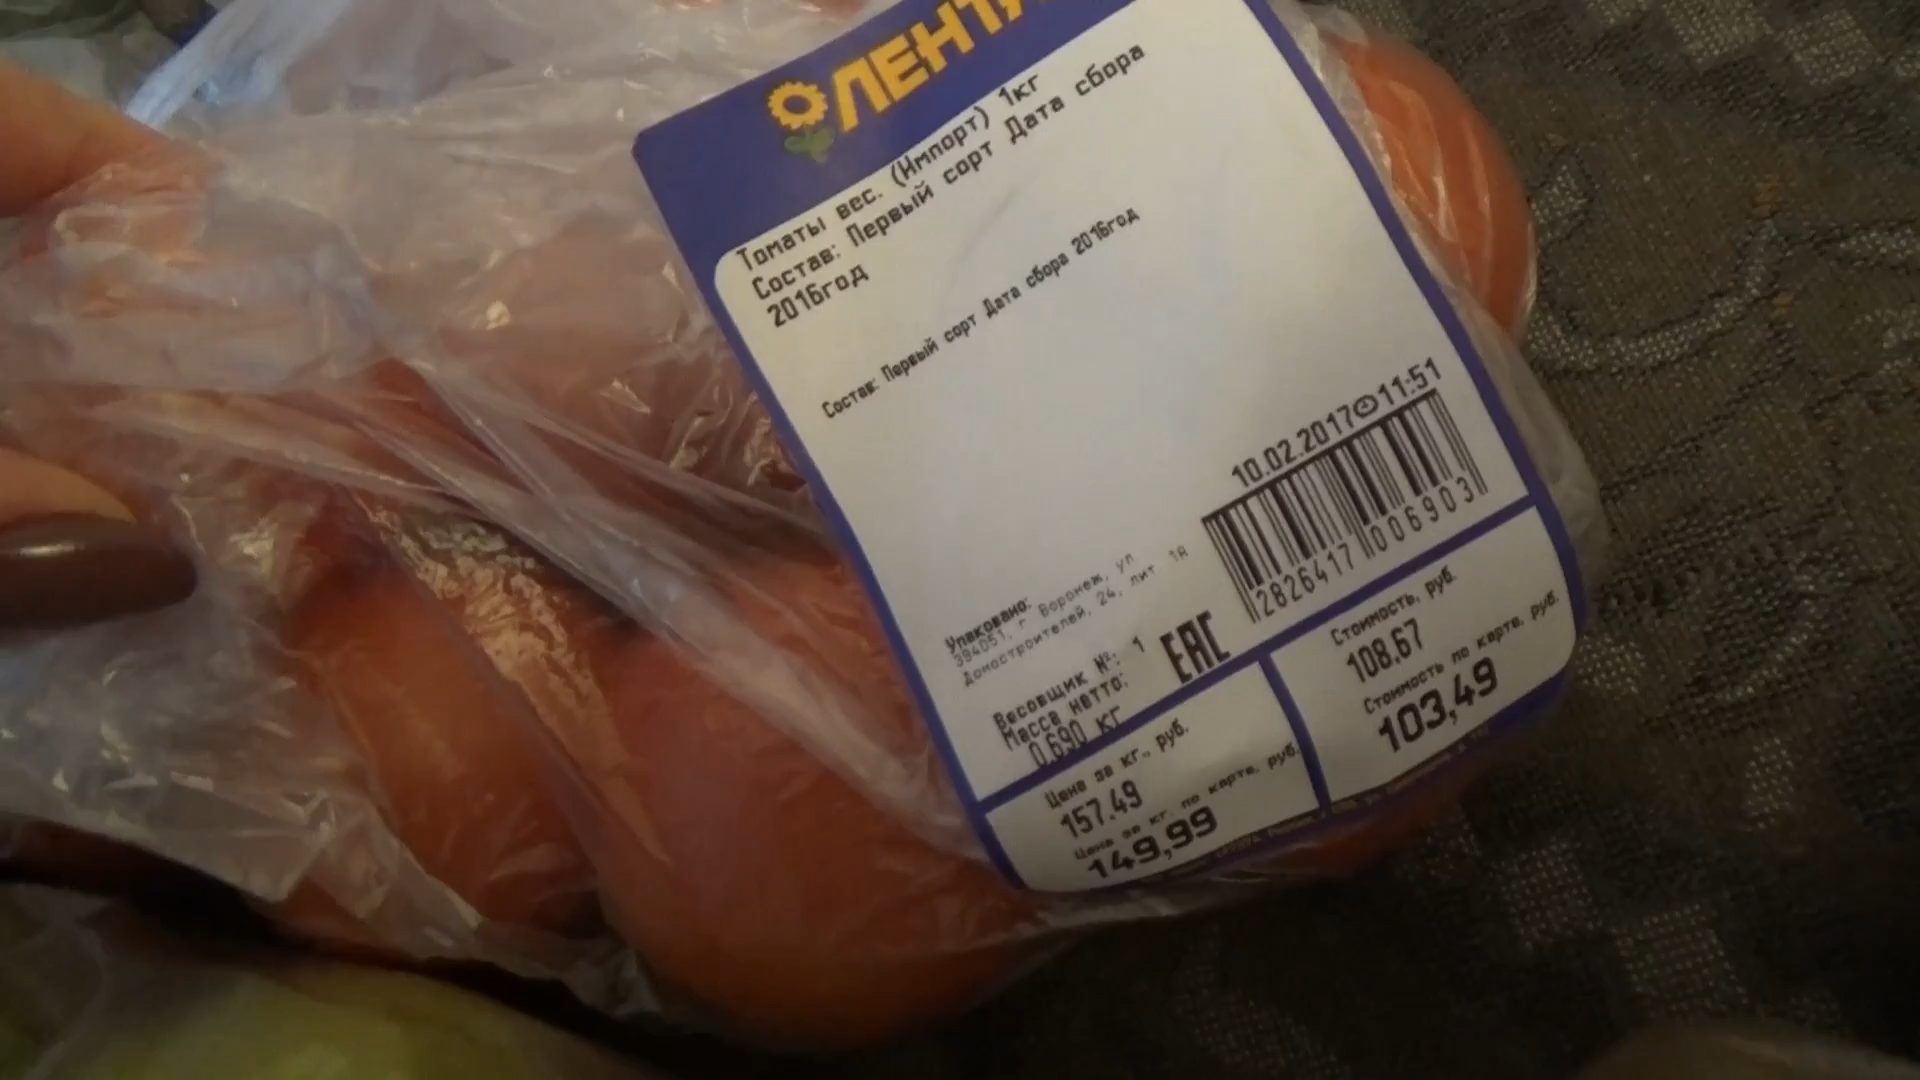 ЛЕНТА
Томаты вес. (Импорт) 1кг
Состав: Первый сорт Дата сбора
2016год
Состав: Первый сорт Дата сбора 2016год
10.02.2017 11:51
2826417006903
Упаковано:
394051, г Воронеж, ул
Домостроителей, 24, лит 1А
Весовщик №: 1
Масса нетто:
0,690 кг
EAC
Цена за кг., руб.
157.49
Цена за кг. по карте, руб.
149,99
Стоимость, руб.
108.67
Стоимость по карте, руб.
103,49